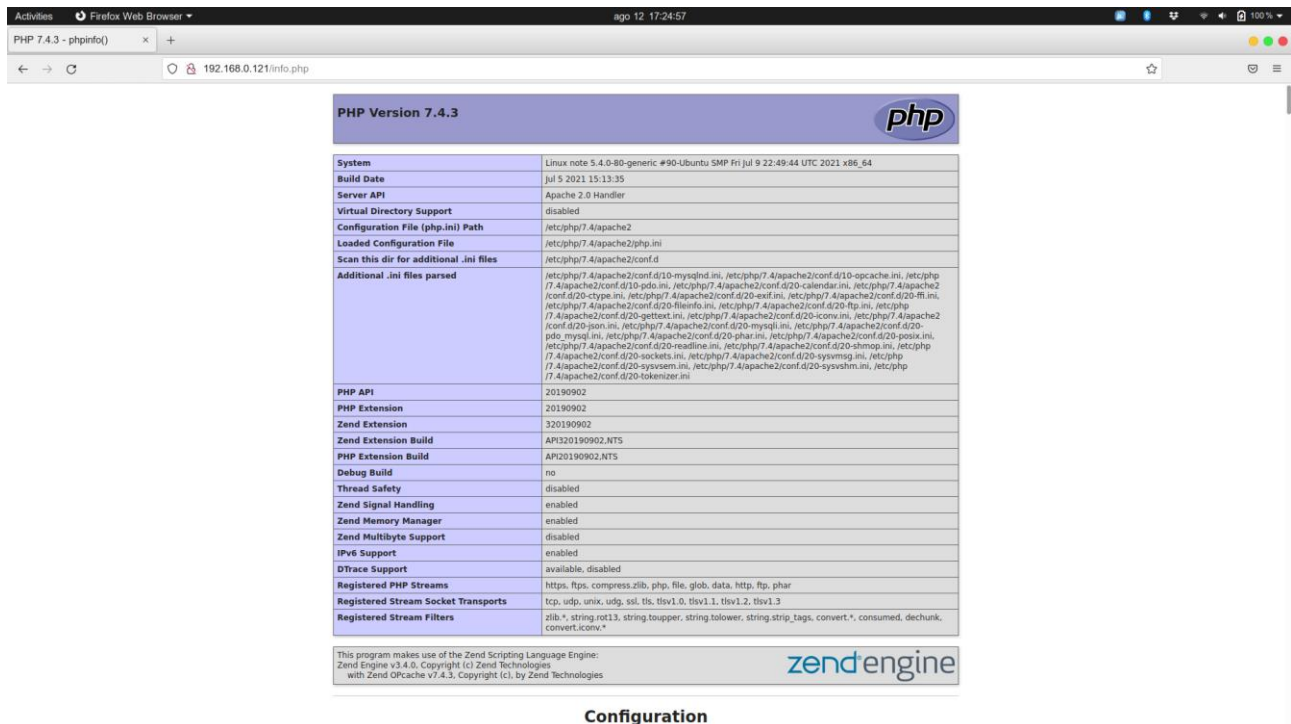 Activities Firefox Web Browser ago 12 17:24:57 100 %
PHP 7.4.3 - phpinfo()
192.168.0.121/info.php
PHP Version 7.4.3
php
System Linux note 5.4.0-80-generic #90-Ubuntu SMP Fri Jul 9 22:49:44 UTC 2021 x86_64
Build Date Jul 5 2021 15:13:35
Server API Apache 2.0 Handler
Virtual Directory Support disabled
Configuration File (php.ini) Path /etc/php/7.4/apache2
Loaded Configuration File /etc/php/7.4/apache2/php.ini
Scan this dir for additional .ini files /etc/php/7.4/apache2/conf.d
Additional .ini files parsed /etc/php/7.4/apache2/conf.d/10-mysqlnd.ini, /etc/php/7.4/apache2/conf.d/10-opcache.ini, /etc/php
/7.4/apache2/conf.d/10-pdo.ini, /etc/php/7.4/apache2/conf.d/20-calendar.ini, /etc/php/7.4/apache2
/conf.d/20-ctype.ini, /etc/php/7.4/apache2/conf.d/20-exif.ini, /etc/php/7.4/apache2/conf.d/20-ffi.ini,
/etc/php/7.4/apache2/conf.d/20-fileinfo.ini, /etc/php/7.4/apache2/conf.d/20-ftp.ini, /etc/php
/7.4/apache2/conf.d/20-gettext.ini, /etc/php/7.4/apache2/conf.d/20-iconv.ini, /etc/php/7.4/apache2
/conf.d/20-json.ini, /etc/php/7.4/apache2/conf.d/20-mysqli.ini, /etc/php/7.4/apache2/conf.d/20-
pdo_mysql.ini, /etc/php/7.4/apache2/conf.d/20-phar.ini, /etc/php/7.4/apache2/conf.d/20-posix.ini,
/etc/php/7.4/apache2/conf.d/20-readline.ini, /etc/php/7.4/apache2/conf.d/20-shmop.ini, /etc/php
/7.4/apache2/conf.d/20-sockets.ini, /etc/php/7.4/apache2/conf.d/20-sysvmsg.ini, /etc/php
/7.4/apache2/conf.d/20-sysvsem.ini, /etc/php/7.4/apache2/conf.d/20-sysvshm.ini, /etc/php
/7.4/apache2/conf.d/20-tokenizer.ini
PHP API 20190902
PHP Extension 20190902
Zend Extension 320190902
Zend Extension Build API320190902,NTS
PHP Extension Build API20190902,NTS
Debug Build no
Thread Safety disabled
Zend Signal Handling enabled
Zend Memory Manager enabled
Zend Multibyte Support disabled
IPv6 Support enabled
DTrace Support available, disabled
Registered PHP Streams https, ftps, compress.zlib, php, file, glob, data, http, ftp, phar
Registered Stream Socket Transports tcp, udp, unix, udg, ssl, tls, tlsv1.0, tlsv1.1, tlsv1.2, tlsv1.3
Registered Stream Filters zlib.*, string.rot13, string.toupper, string.tolower, string.strip_tags, convert.*, consumed, dechunk,
convert.iconv.*
This program makes use of the Zend Scripting Language Engine:
Zend Engine v3.4.0, Copyright (c) Zend Technologies
with Zend OPcache v7.4.3, Copyright (c), by Zend Technologies
zend engine
Configuration